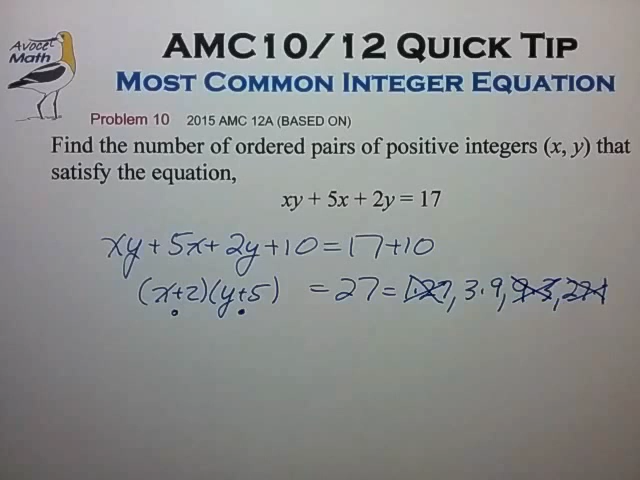 Avocet
Math
AMC10/12 QUICK TIP
MOST COMMON INTEGER EQUATION
Problem 10 2015 AMC 12A (BASED ON)
Find the number of ordered pairs of positive integers (x, y) that
satisfy the equation,
xy + 5x + 2y = 17
xy + 5x + 2y + 10 = 17 + 10
(x+2)(y+5) = 27 = 1·27, 3·9, 9·3, 27·1